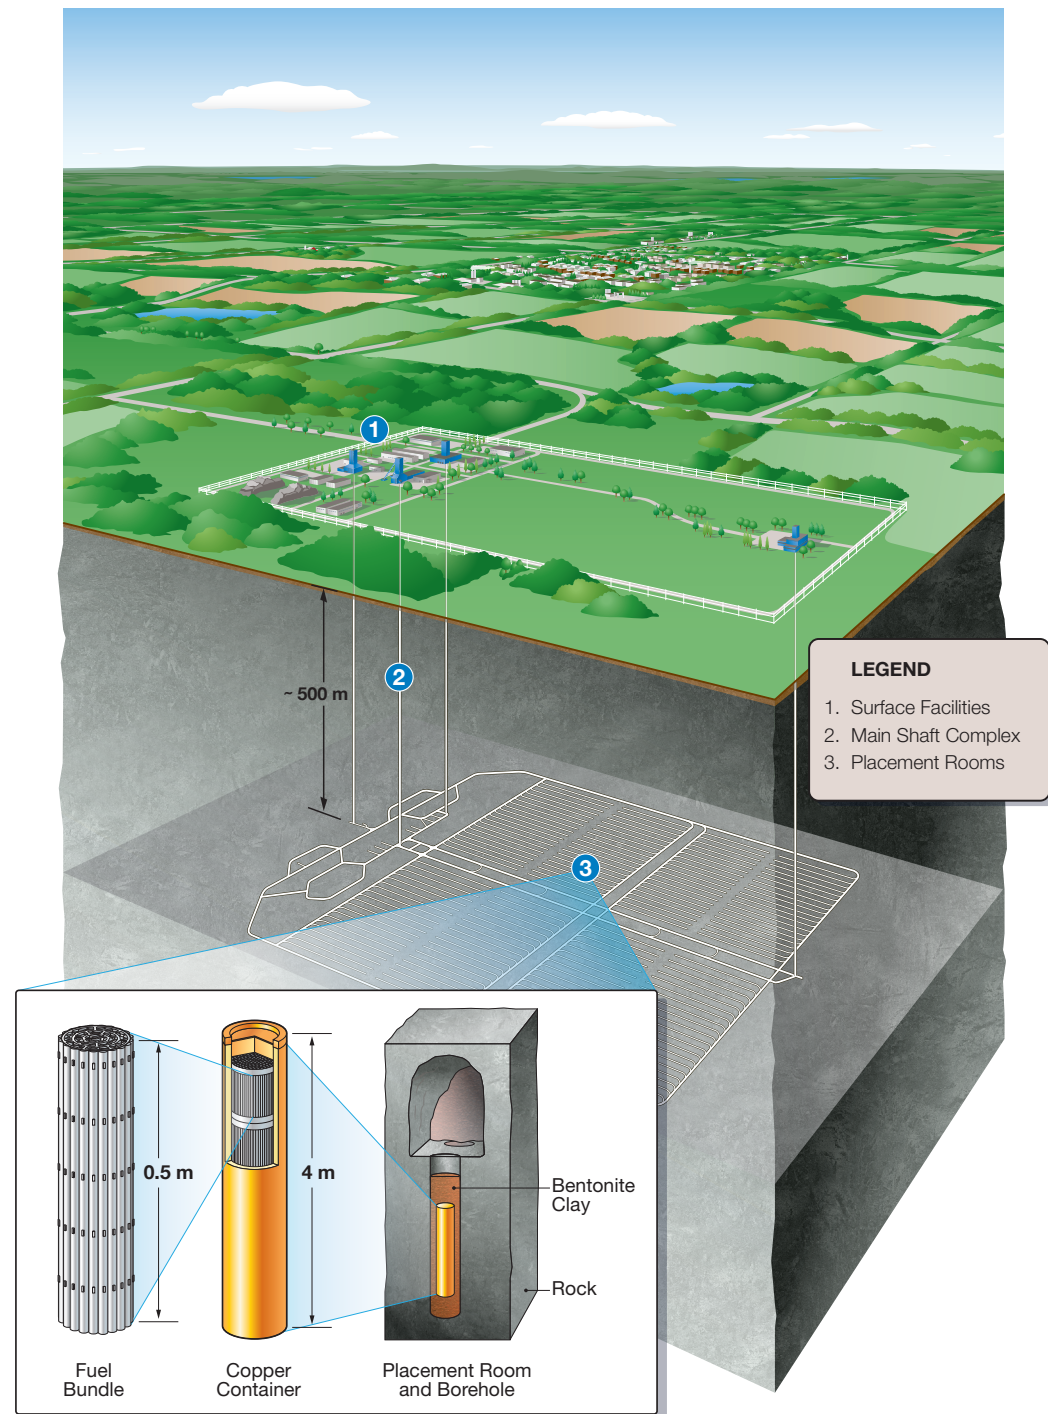 1
2
~ 500 m
LEGEND
1. Surface Facilities
2. Main Shaft Complex
3. Placement Rooms
3
0.5 m
4 m
Bentonite
Clay
Rock
Fuel
Bundle
Copper
Container
Placement Room
and Borehole